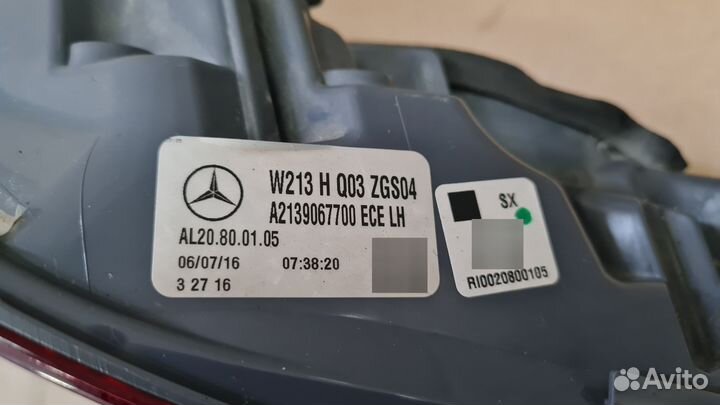 W213 H Q03 ZGS04
A2139067700 ECE LH
AL20.80.01.05
06/07/16 07:38:20
3 27 16
SX
RI0020800105
Avito